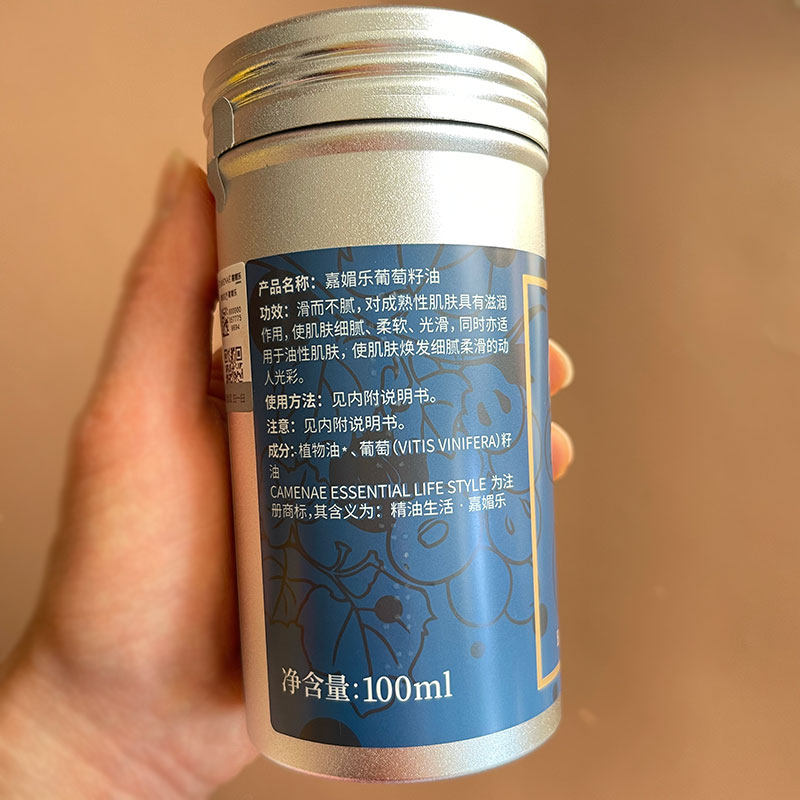 产品名称：嘉媚乐葡萄籽油
功效：滑而不腻，对成熟性肌肤具有滋润
作用，使肌肤细腻、柔软、光滑，同时亦适
用于油性肌肤，使肌肤焕发细腻柔滑的动
人光彩。
使用方法：见内附说明书。
注意：见内附说明书。
成分：植物油*、葡萄(VITIS VINIFERA)籽
油
CAMENAE ESSENTIAL LIFE STYLE 为注
册商标，其含义为：精油生活·嘉媚乐
净含量：100ml